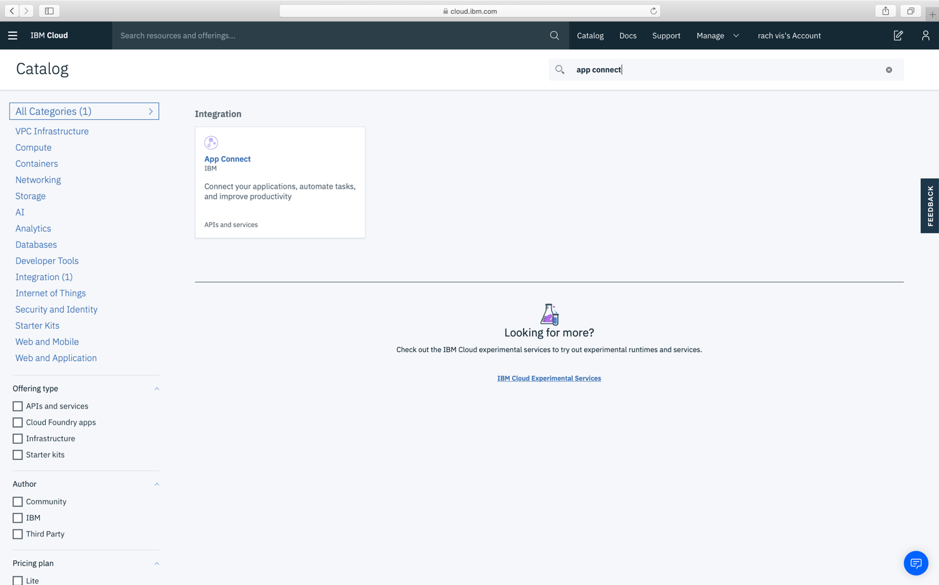 cloud.ibm.com
IBM Cloud
Search resources and offerings...
Catalog
Docs
Support
Manage
rach vis's Account
Catalog
app connect
All Categories (1)
VPC Infrastructure
Compute
Containers
Networking
Storage
AI
Analytics
Databases
Developer Tools
Integration (1)
Internet of Things
Security and Identity
Starter Kits
Web and Mobile
Web and Application
Offering type
APIs and services
Cloud Foundry apps
Infrastructure
Starter kits
Author
Community
IBM
Third Party
Pricing plan
Lite
Integration
App Connect
IBM
Connect your applications, automate tasks,
and improve productivity
APIs and services
Looking for more?
Check out the IBM Cloud experimental services to try out experimental runtimes and services.
IBM Cloud Experimental Services
FEEDBACK